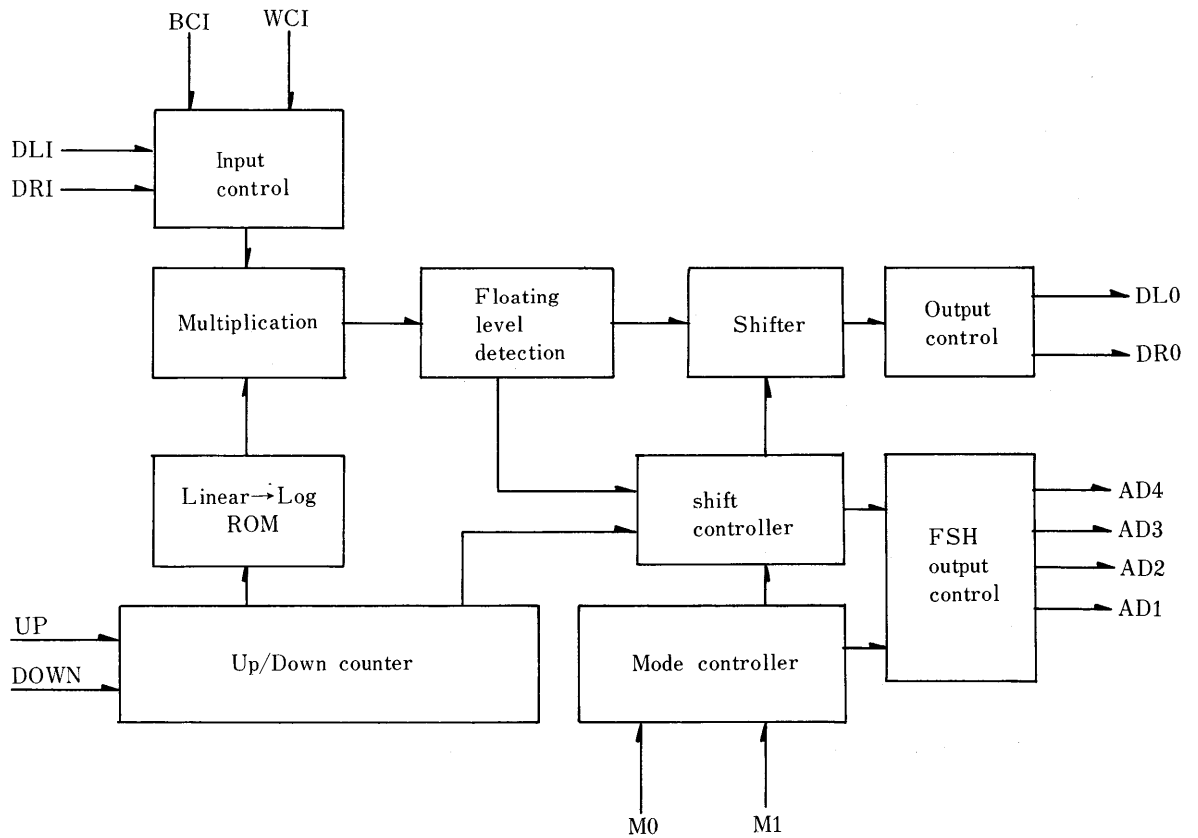 BCI
WCI
DLI
DRI
Input
control
Multiplication
Floating
level
detection
Shifter
Output
control
DL0
DR0
Linear→Log
ROM
shift
controller
FSH
output
control
AD4
AD3
AD2
AD1
UP
DOWN
Up/Down counter
Mode controller
M0
M1